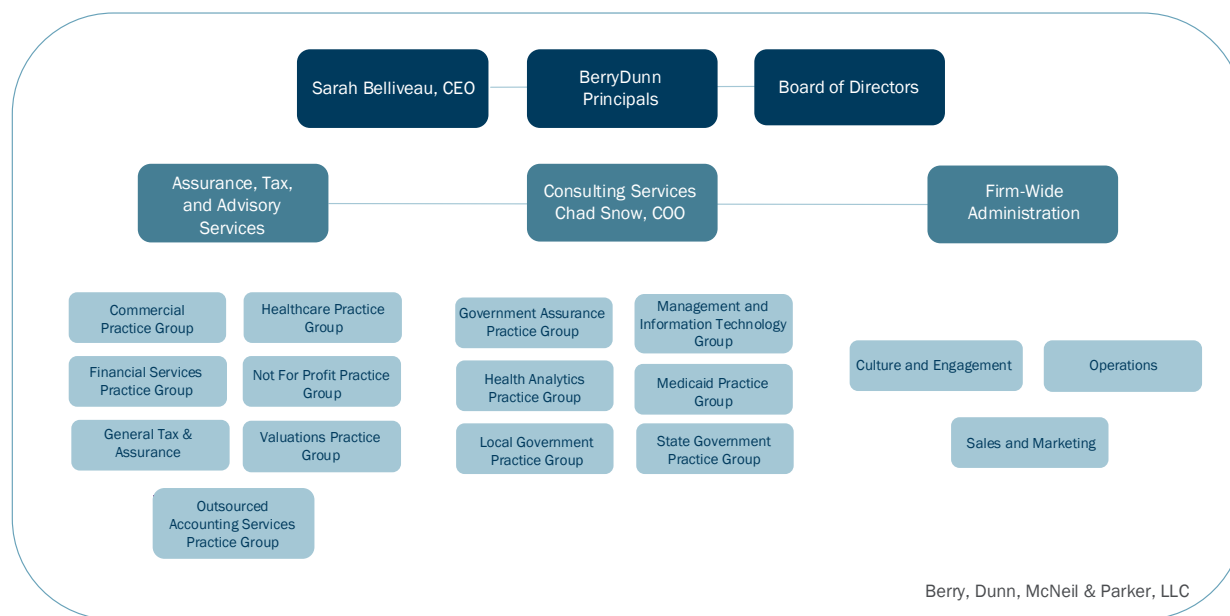 Sarah Belliveau, CEO
BerryDunn
Principals
Board of Directors
Assurance, Tax,
and Advisory
Services
Consulting Services
Chad Snow, COO
Firm-Wide
Administration
Commercial
Practice Group
Healthcare Practice
Group
Financial Services
Practice Group
Not For Profit Practice
Group
General Tax &
Assurance
Valuations Practice
Group
Outsourced
Accounting Services
Practice Group
Government Assurance
Practice Group
Management and
Information Technology
Group
Health Analytics
Practice Group
Medicaid Practice
Group
Local Government
Practice Group
State Government
Practice Group
Culture and Engagement
Operations
Sales and Marketing
Berry, Dunn, McNeil & Parker, LLC